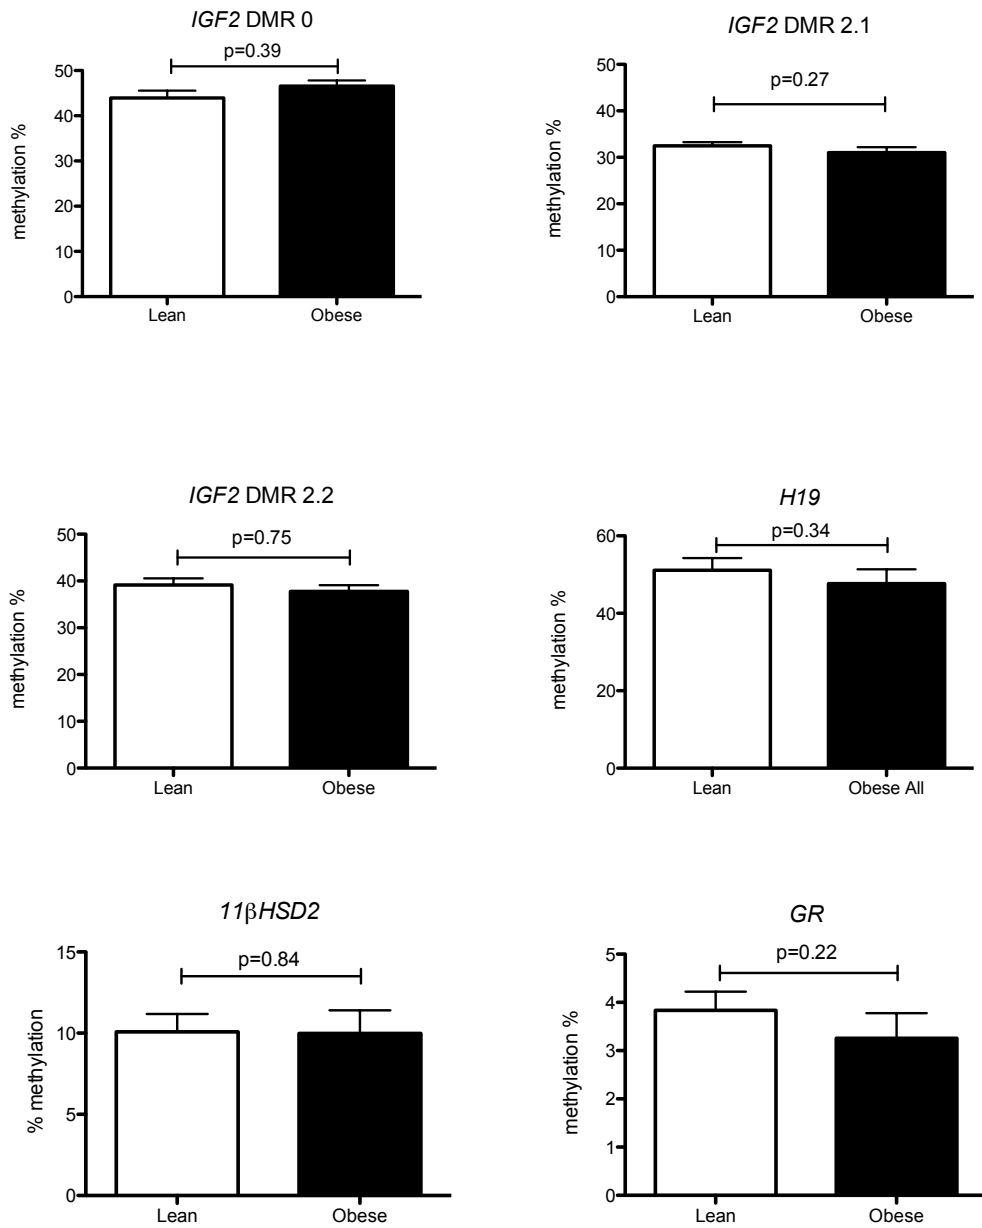 IGF2 DMR 0
p=0.39
50
40
30
20
10
0
methylation %
Lean Obese
IGF2 DMR 2.1
p=0.27
50
40
30
20
10
0
methylation %
Lean Obese
IGF2 DMR 2.2
p=0.75
50
40
30
20
10
0
methylation %
Lean Obese
H19
p=0.34
60
40
20
0
methylation %
Lean Obese All
11βHSD2
p=0.84
15
10
5
0
% methylation
Lean Obese
GR
p=0.22
5
4
3
2
1
0
methylation %
Lean Obese